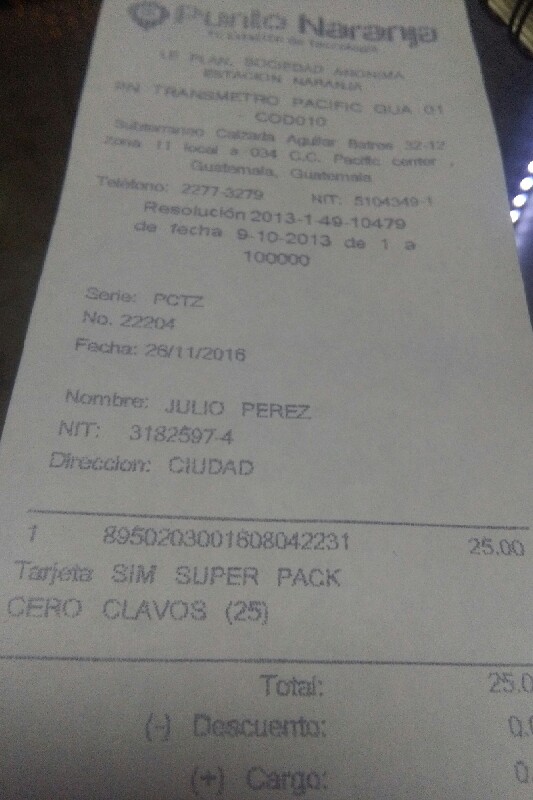 Punto Naranja
Tu estación de tecnología
LE PLAN, SOCIEDAD ANONIMA
ESTACION NARANJA
PN TRANSMETRO PACIFIC GUA 01
- COD010
Subterraneo Calzada Aguilar Batres 32-12
zona 11 local s-034 C.C. Pacific center ,
Guatemala, Guatemala
Teléfono: 2277-3279 NIT: 5104349-1
Resolución 2013-1-49-10479
de fecha 9-10-2013 de 1 a
100000
Serie: PCTZ
No. 22204
Fecha: 26/11/2016
Nombre: JULIO PEREZ
NIT: 3182597-4
Direccion: CIUDAD
1 8950203001608042231 25.00
Tarjeta SIM SUPER PACK
CERO CLAVOS (25)
Total: 25.0
(-) Descuento: 0.0
(+) Cargo: 0.